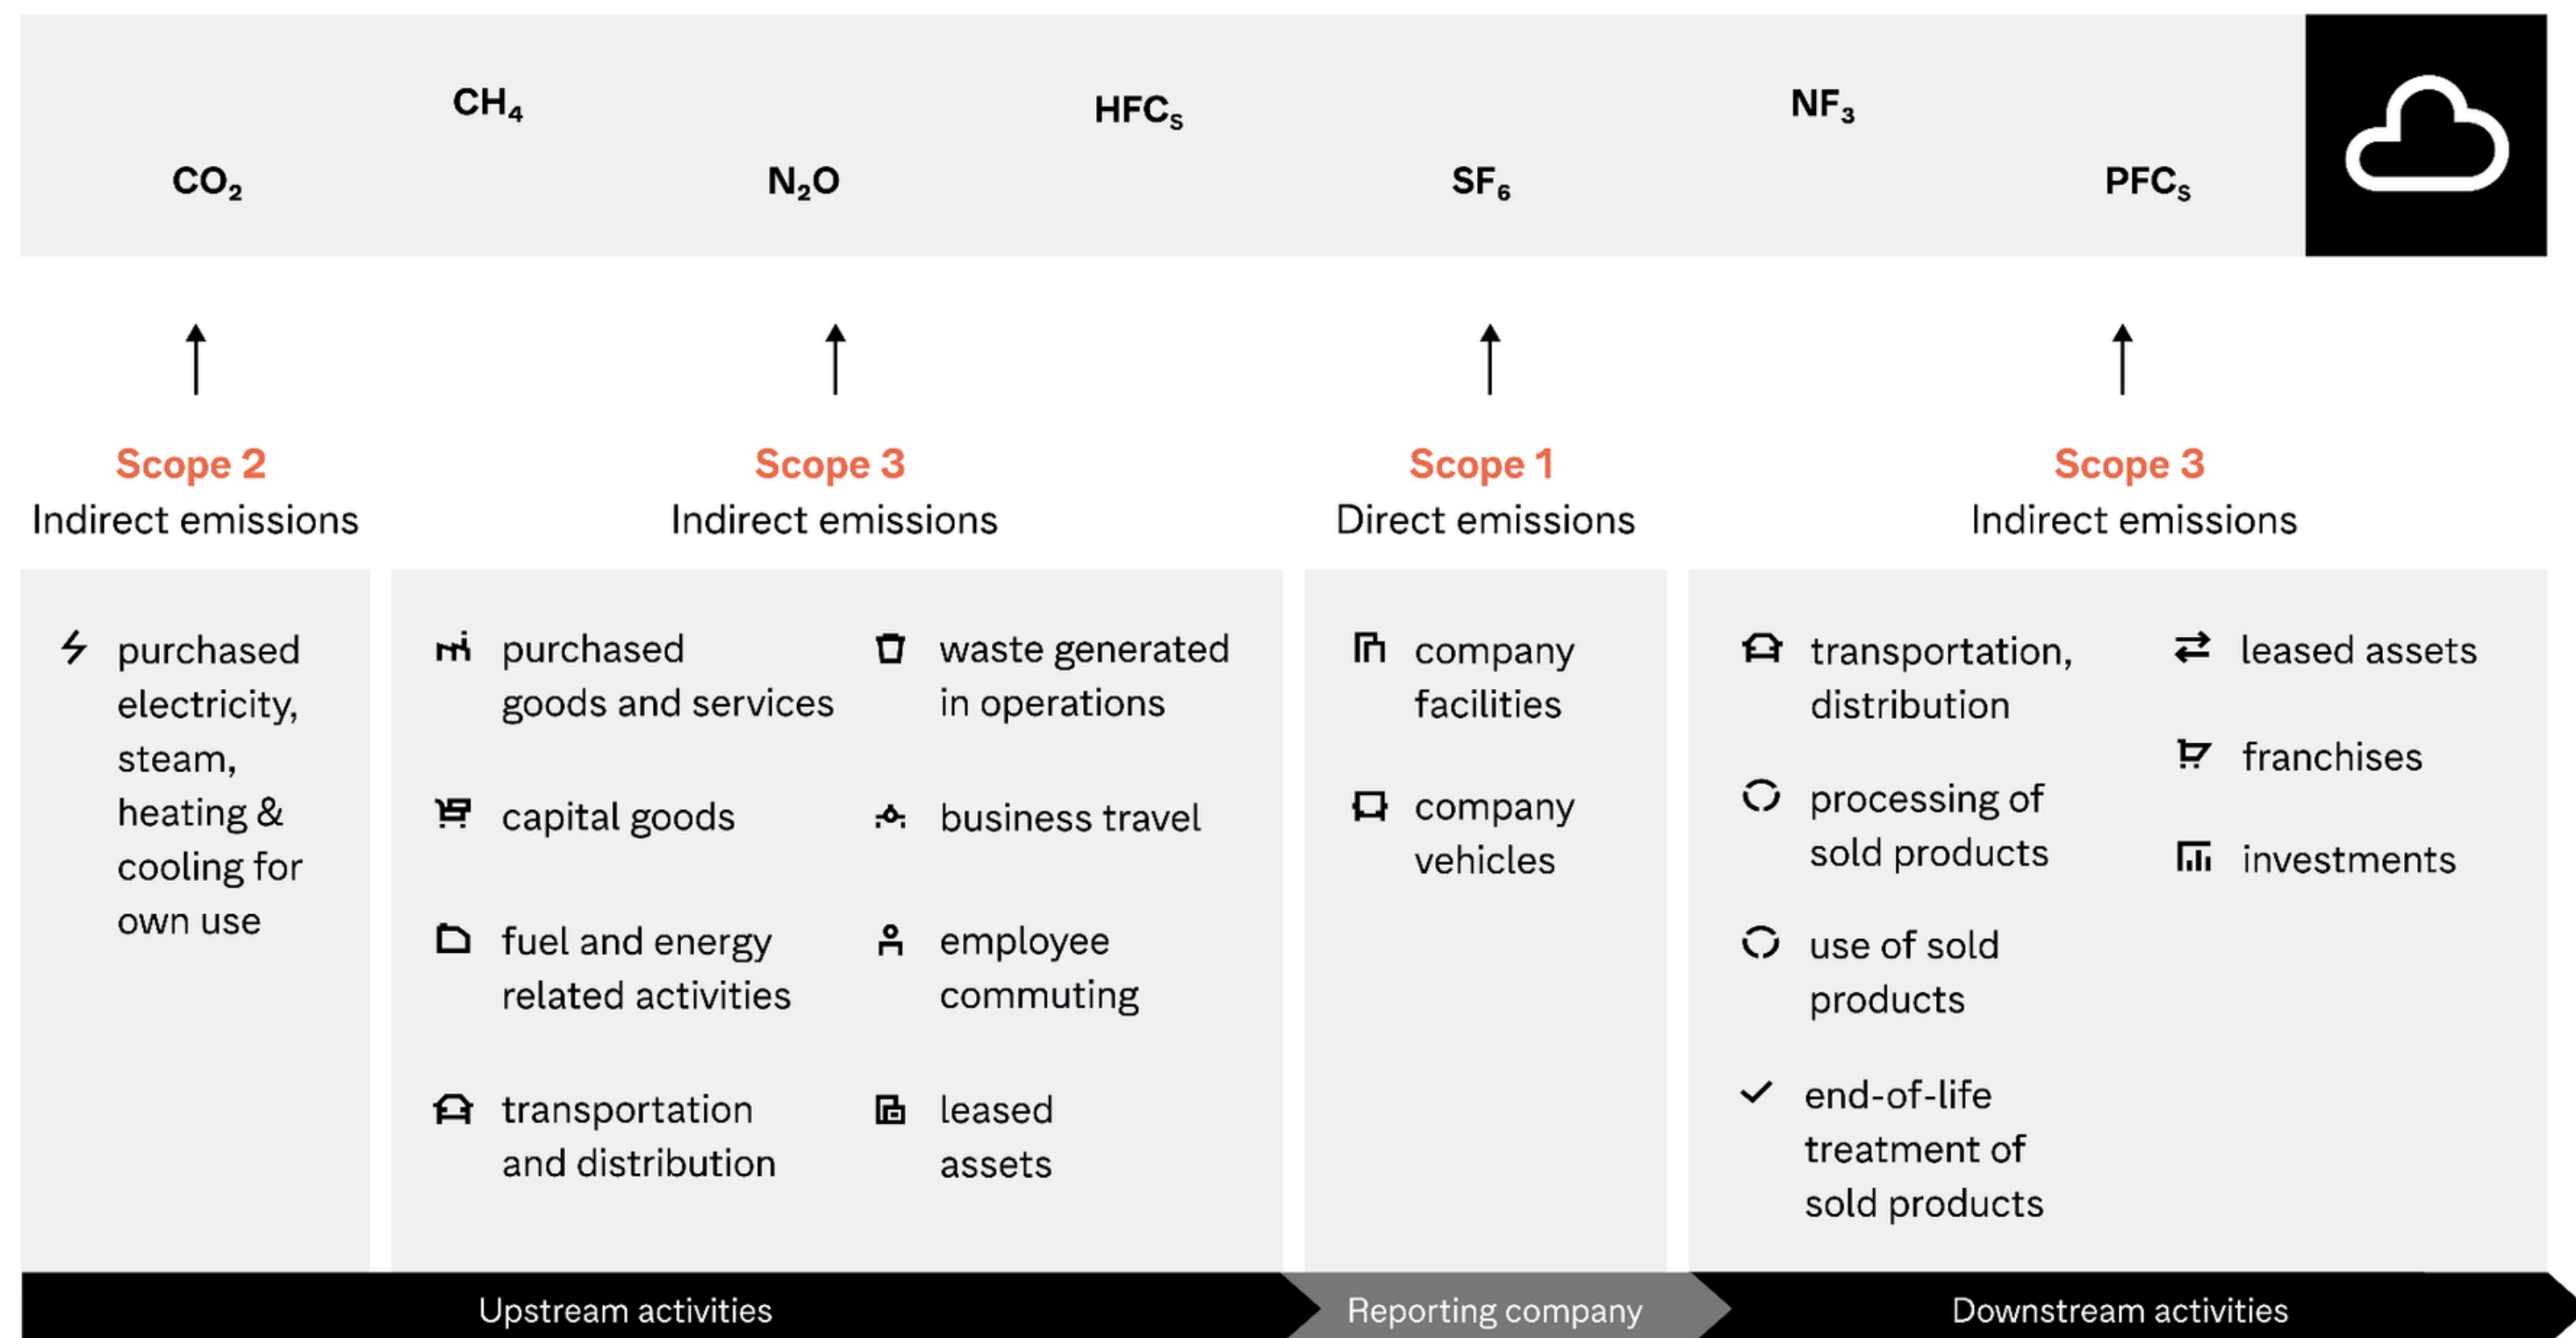 CH₄
HFCₛ
NF₃
CO₂
N₂O
SF₆
PFCₛ
Scope 2
Indirect emissions
Scope 3
Indirect emissions
Scope 1
Direct emissions
Scope 3
Indirect emissions
purchased
electricity,
steam,
heating &
cooling for
own use
purchased
goods and services
capital goods
fuel and energy
related activities
transportation
and distribution
waste generated
in operations
business travel
employee
commuting
leased
assets
company
facilities
company
vehicles
transportation,
distribution
processing of
sold products
use of sold
products
end-of-life
treatment of
sold products
leased assets
franchises
investments
Upstream activities
Reporting company
Downstream activities